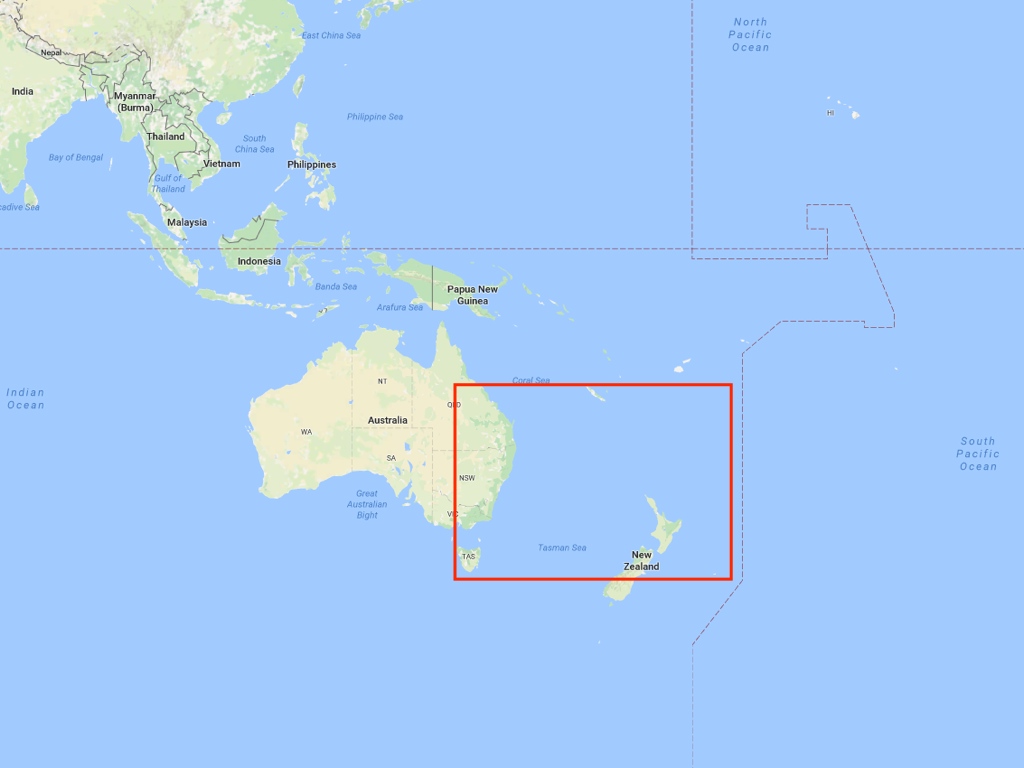 North
Pacific
Ocean
East China Sea
Nepal
India
Myanmar
(Burma)
HI
Philippine Sea
Thailand
South
China Sea
Bay of Bengal
Vietnam
Philippines
Gulf of
Thailand
cadive Sea
Malaysia
Indonesia
Banda Sea
Papua New
Guinea
Arafura Sea
Coral Sea
NT
Indian
Ocean
QLD
Australia
WA
South
Pacific
Ocean
SA
NSW
Great
Australian
Bight
VIC
Tasman Sea
TAS
New
Zealand